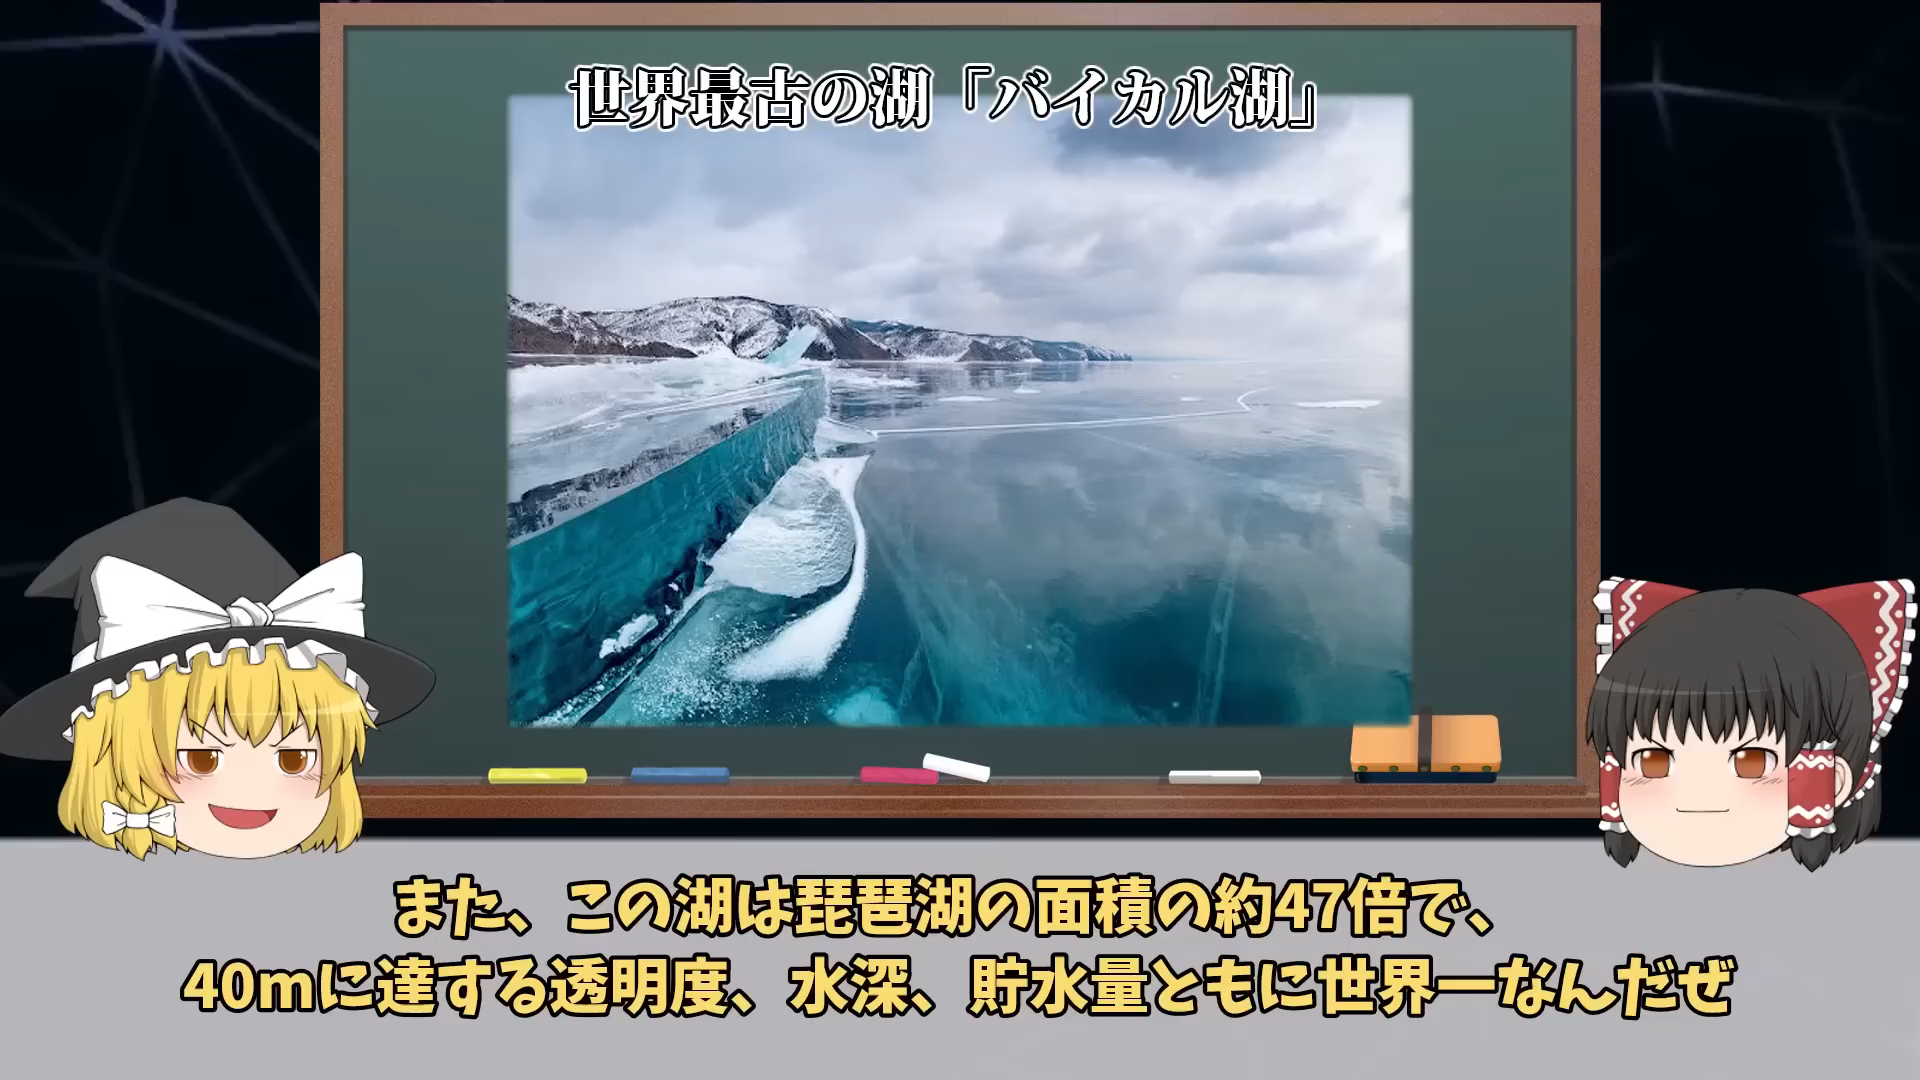 世界最古の湖「バイカル湖」
また、この湖は琵琶湖の面積の約47倍で、
40mに達する透明度、水深、貯水量ともに世界一なんだぜ